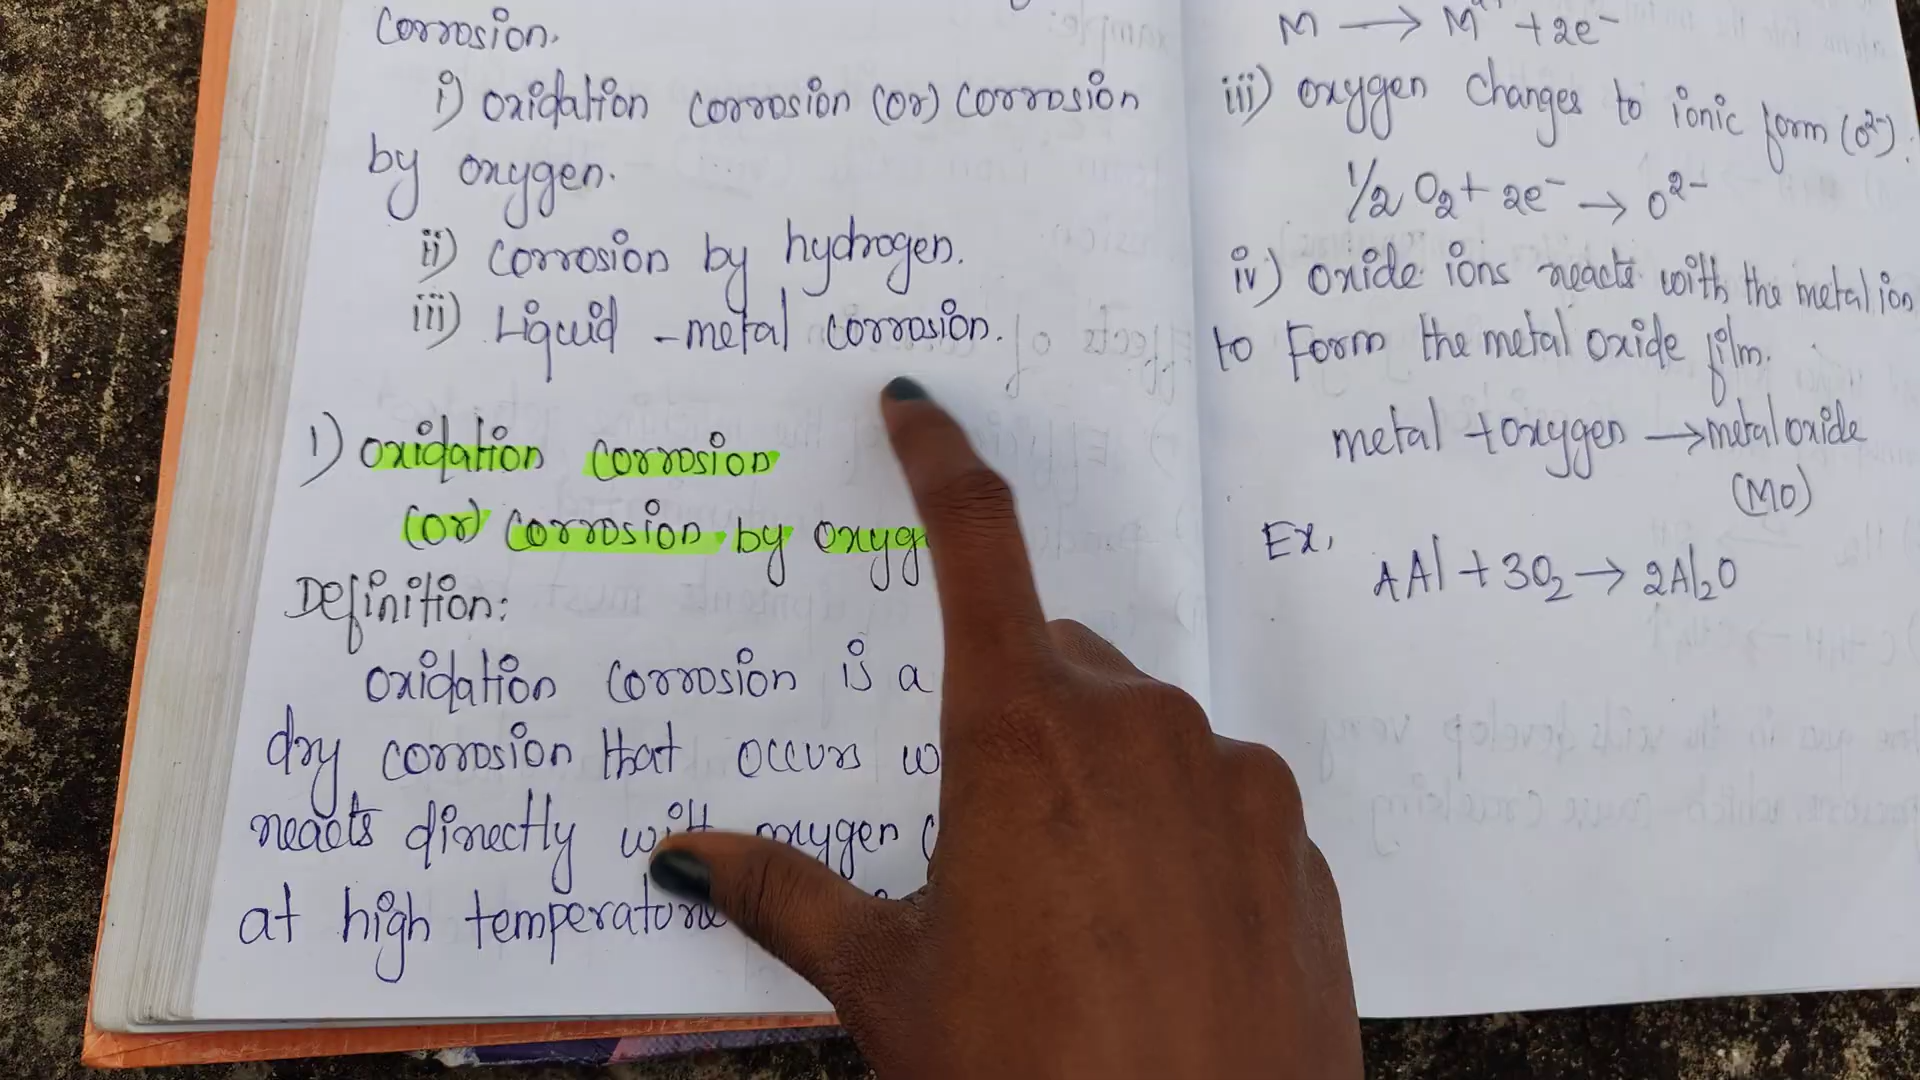 Corrosion.
i) oxidation corrosion (or) corrosion
by oxygen.
ii) corrosion by hydrogen.
iii) Liquid -metal corrosion.
1) oxidation corrosion
(or) corrosion by
Definition:
oxidation corrosion is a
dry corrosion that occurs
reacts directly with oxygen
at high temperature
M → M + 2e⁻
iii) oxygen changes to ionic form (O²⁻).
1/2 O₂ + 2e⁻ → O²⁻
iv) oxide ions reacts with the metal ion
to Form the metal oxide film.
metal + oxygen → metal oxide
(MO)
Ex,
Al + 3O₂ → 2Al₂O